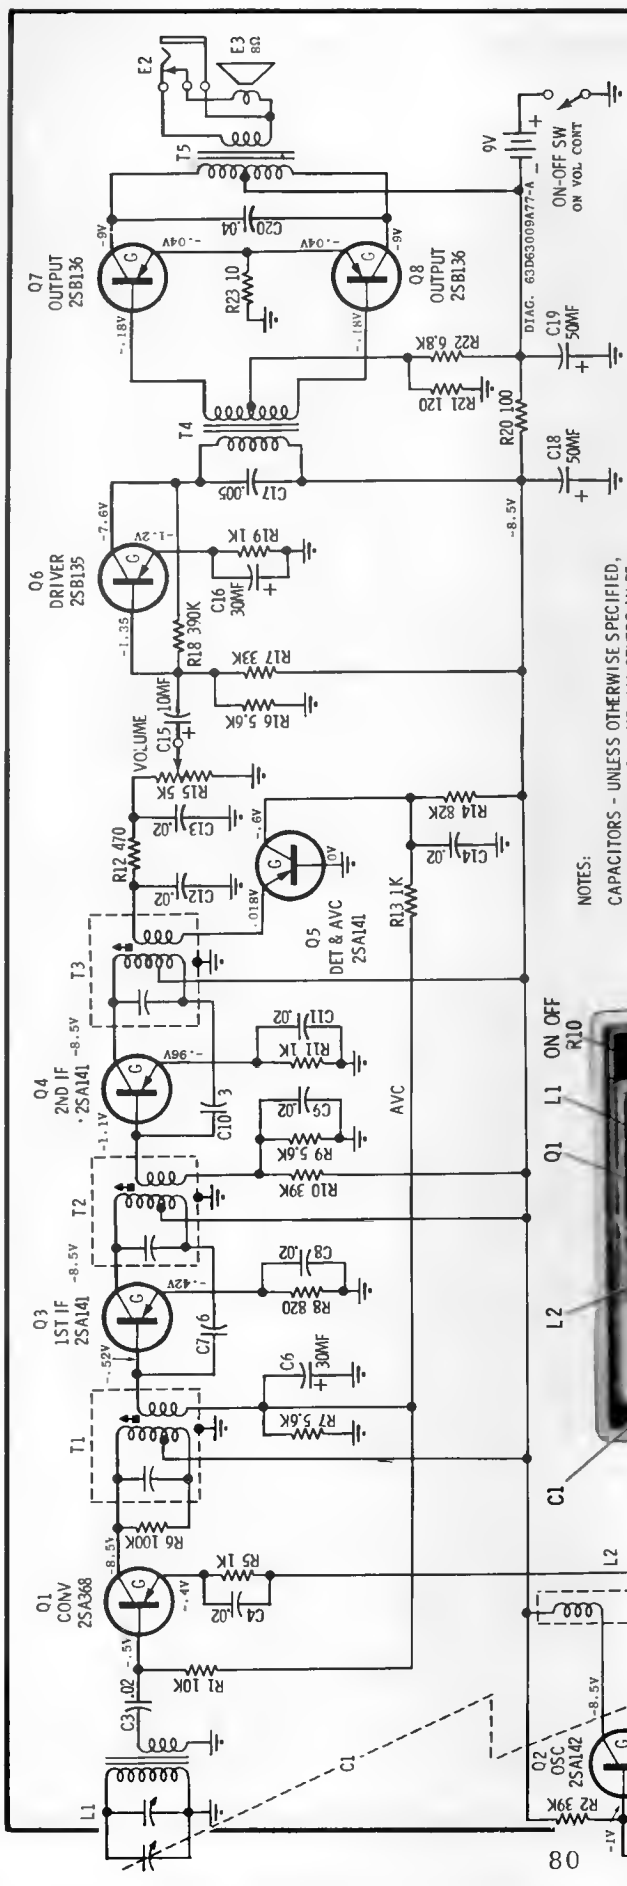 L1
C3 .02
-.5V
R1 10K
Q1
CONV
2SA368
G
-8.5V
-.4V
C4
.02
R5 1K
R6 100K
T1
-.52V
R7 5.6K
C6
30MF
+
Q3
1ST IF
2SA141
G
-8.5V
-.42V
C7 6
R8 820
C8
.02
T2
-1.1V
R10 39K
R9 5.6K
C9
.02
Q4
2ND IF
2SA141
G
-8.5V
-.96V
C10 3
R11 1K
C11
.02
AVC
T3
C12
.02
R12 470
C13
.02
.018V
Q5
DET & AVC
2SA141
G
0V
-.6V
R13 1K
C14
.02
R14 82K
VOLUME
R15 5K
C15
10MF
+
R16 5.6K
R17 33K
R18 390K
-1.35
Q6
DRIVER
2SB135
G
-7.6V
-1.2V
C16
30MF
+
R19 1K
C17
.005
-8.5V
T4
C18
50MF
+
R20 100
C19
50MF
+
R21 120
R22 6.8K
-.18V
-.18V
Q7
OUTPUT
2SB136
G
-9V
-.04V
R23 10
-.04V
Q8
OUTPUT
2SB136
G
-9V
C20
.04
T5
E2
E3
8Ω
DIAG. 63D63009A77-A
9V
- +
ON-OFF SW
ON VOL CONT
C1
R2 39K
-1V
Q2
OSC
2SA142
G
-8.5V
L2
C1
L2
Q1
L1
ON OFF
R10
NOTES:
CAPACITORS - UNLESS OTHERWISE SPECIFIED,
80